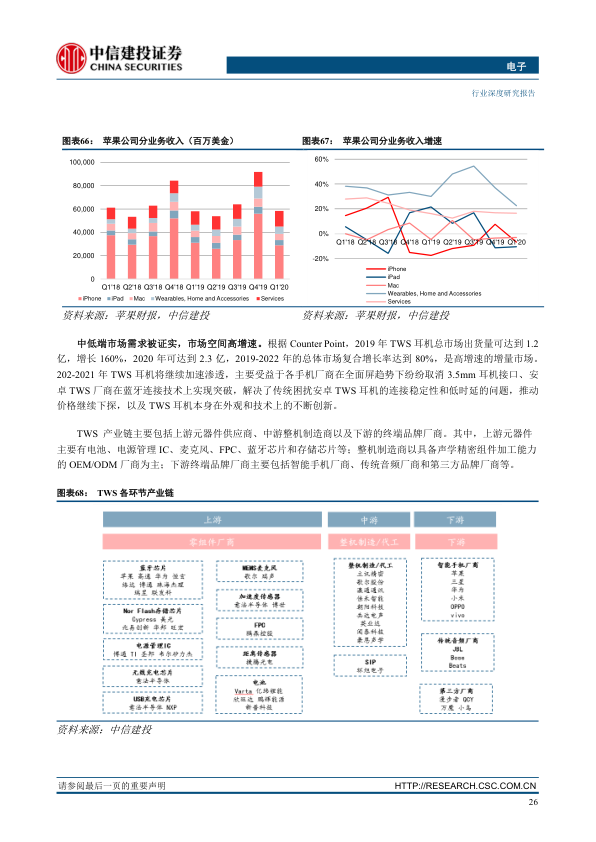 中信建投证券
CHINA SECURITIES
电子
行业深度研究报告
图表66： 苹果公司分业务收入（百万美金）
图表67： 苹果公司分业务收入增速
100,000
80,000
60,000
40,000
20,000
0
Q1'18 Q2'18 Q3'18 Q4'18 Q1'19 Q2'19 Q3'19 Q4'19 Q1'20
iPhone iPad Mac Wearables, Home and Accessories Services
60%
40%
20%
0%
-20%
Q1'18 Q2'18 Q3'18 Q4'18 Q1'19 Q2'19 Q3'19 Q4'19 Q1'20
iPhone
iPad
Mac
Wearables, Home and Accessories
Services
资料来源：苹果财报，中信建投
资料来源：苹果财报，中信建投
中低端市场需求被证实，市场空间高增速。根据 Counter Point，2019 年 TWS 耳机总市场出货量可达到 1.2
亿，增长 160%，2020 年可达到 2.3 亿，2019-2022 年的总体市场复合增长率达到 80%，是高增速的增量市场。
202-2021 年 TWS 耳机将继续加速渗透，主要受益于各手机厂商在全面屏趋势下纷纷取消 3.5mm 耳机接口、安
卓 TWS 厂商在蓝牙连接技术上实现突破，解决了传统困扰安卓 TWS 耳机的连接稳定性和低时延的问题，推动
价格继续下探，以及 TWS 耳机本身在外观和技术上的不断创新。
TWS 产业链主要包括上游元器件供应商、中游整机制造商以及下游的终端品牌厂商。其中，上游元器件
主要有电池、电源管理 IC、麦克风、FPC、蓝牙芯片和存储芯片等；整机制造商以具备声学精密组件加工能力
的 OEM/ODM 厂商为主；下游终端品牌厂商主要包括智能手机厂商、传统音频厂商和第三方品牌厂商等。
图表68： TWS 各环节产业链
上游
中游
下游
零组件厂商
整机制造/代工
下游
蓝牙芯片
苹果 高通 华为 恒玄
络达 博通 珠海杰理
瑞昱 联发科
Nor Flash存储芯片
Cypress 美光
兆易创新 华邦 旺宏
电源管理IC
博通 TI 圣邦 韦尔矽力杰
无线充电芯片
意法半导体
USB充电芯片
意法半导体 NXP
MEMS麦克风
歌尔 瑞声
加速度传感器
意法半导体 博世
FPC
鹏鼎控股
距离传感器
捷腾光电
电池
Varta 亿纬锂能
欣旺达 鹏辉能源
新普科技
整机制造/代工
立讯精密
歌尔股份
瀛通通讯
佳禾智能
朝阳科技
共达电声
英业达
闻泰科技
豪恩声学
SIP
环旭电子
智能手机厂商
苹果
三星
华为
小米
OPPO
vivo
传统音频厂商
JBL
Bose
Beats
第三方厂商
漫步者 QCY
万魔 小鸟
资料来源：中信建投
请参阅最后一页的重要声明
HTTP://RESEARCH.CSC.COM.CN
26